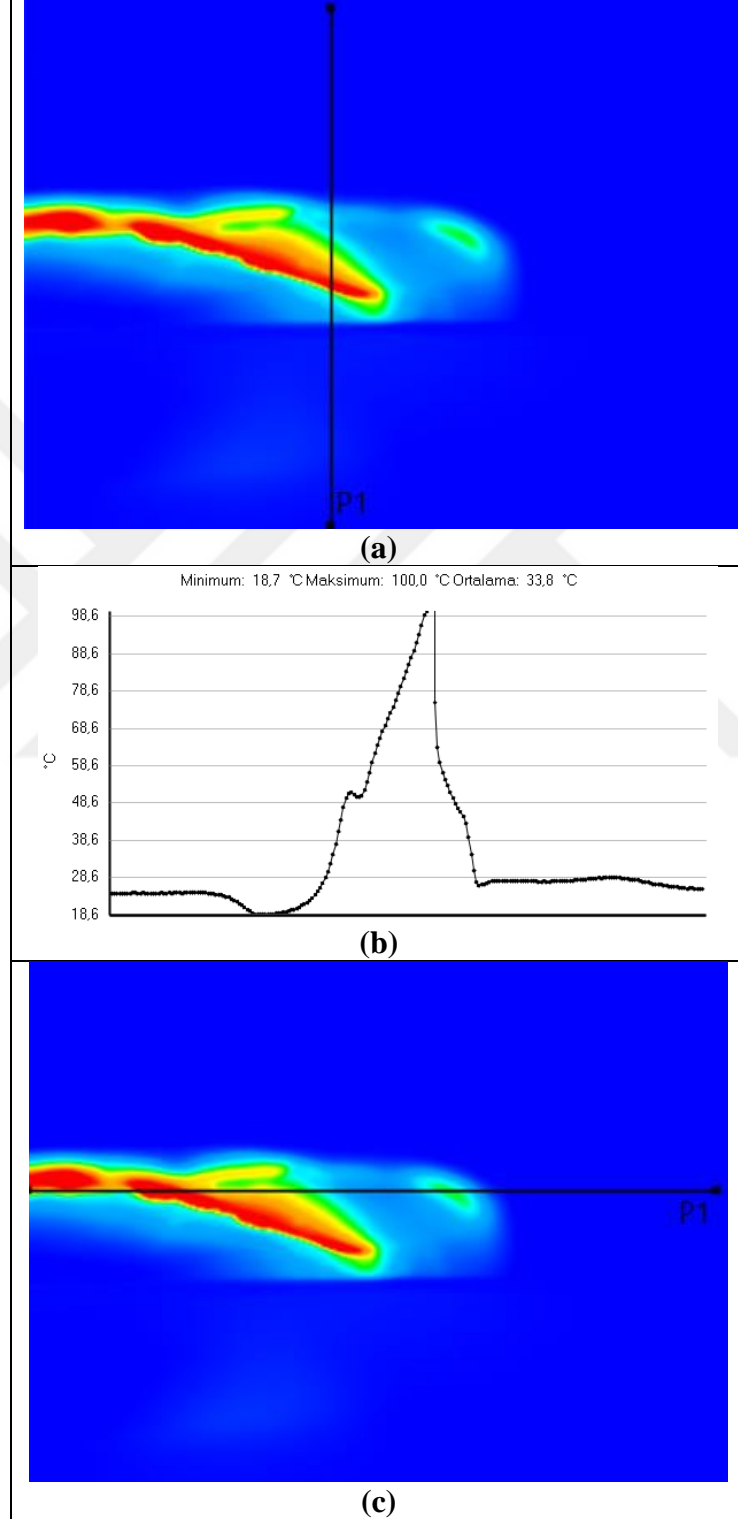 P1
(a)
Minimum: 18,7 °C Maksimum: 100,0 °C Ortalama: 33,8 °C
98,6
88,6
78,6
68,6
58,6
48,6
38,6
28,6
18,6
°C
(b)
P1
(c)